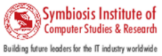 Symbiosis Institute of
Computer Studies & Research
Building future leaders for the IT industry worldwide